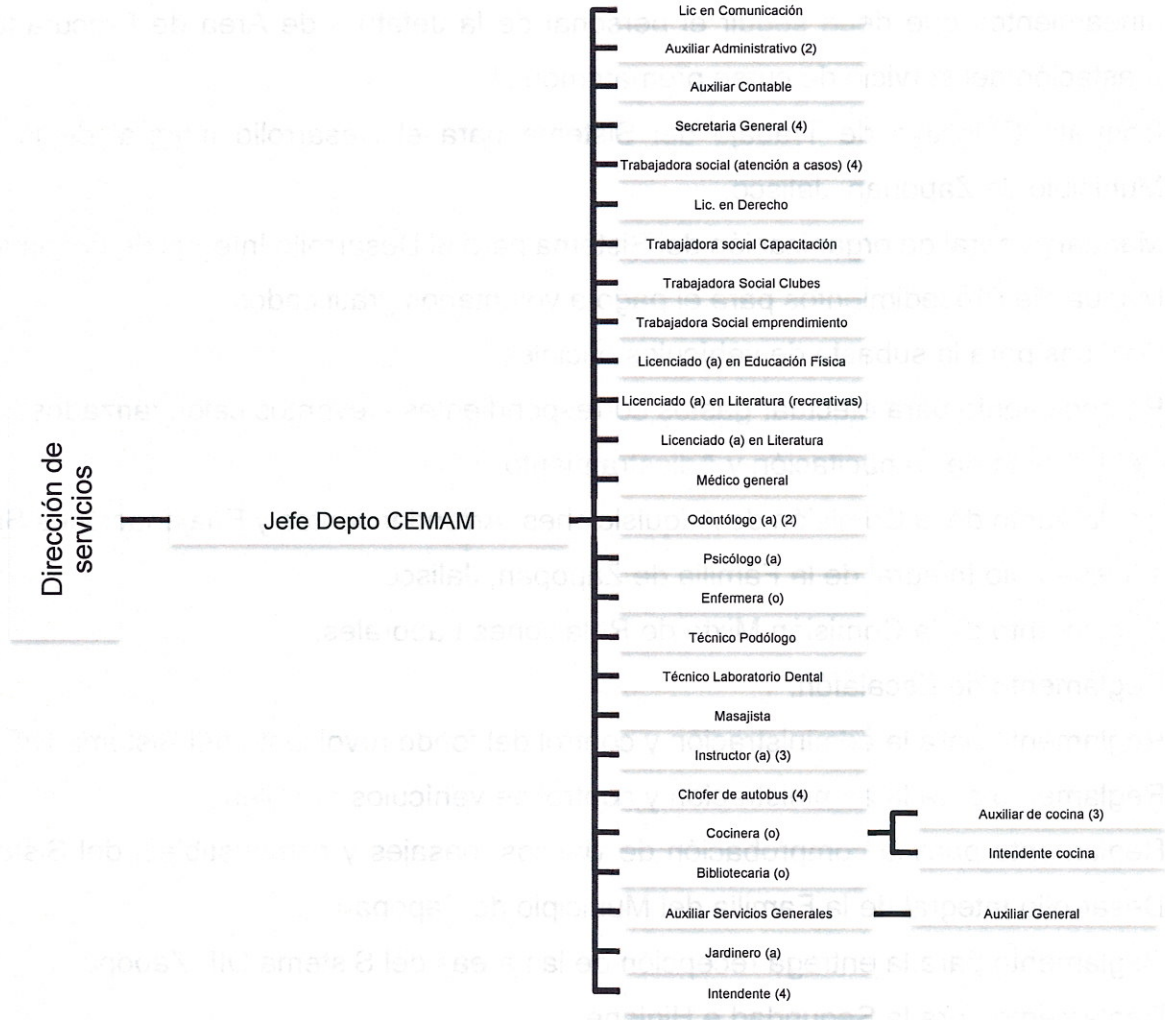 Lic en Comunicación
Auxiliar Administrativo (2)
Auxiliar Contable
Secretaria General (4)
Trabajadora social (atención a casos) (4)
Lic. en Derecho
Trabajadora social Capacitación
Trabajadora Social Clubes
Trabajadora Social emprendimiento
Licenciado (a) en Educación Física
Licenciado (a) en Literatura (recreativas)
Licenciado (a) en Literatura
Dirección de
servicios
Jefe Depto CEMAM
Médico general
Odontólogo (a) (2)
Psicólogo (a)
Enfermera (o)
Técnico Podólogo
Técnico Laboratorio Dental
Masajista
Instructor (a) (3)
Chofer de autobus (4)
Cocinera (o)
Auxiliar de cocina (3)
Intendente cocina
Bibliotecaria (o)
Auxiliar Servicios Generales
Auxiliar General
Jardinero (a)
Intendente (4)